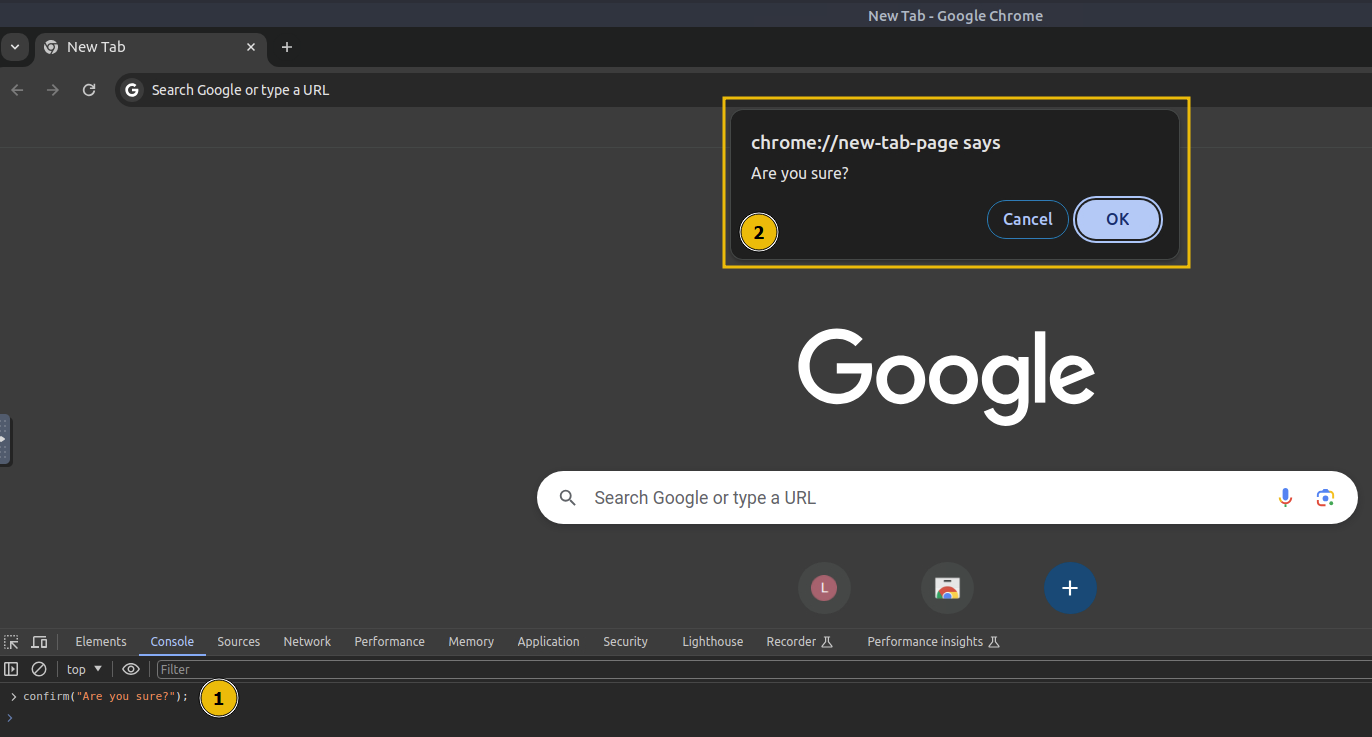 New Tab - Google Chrome
New Tab
Search Google or type a URL
chrome://new-tab-page says
Are you sure?
Cancel OK
2
Google
Search Google or type a URL
L
Elements Console Sources Network Performance Memory Application Security Lighthouse Recorder Performance insights
top Filter
confirm("Are you sure?");
1